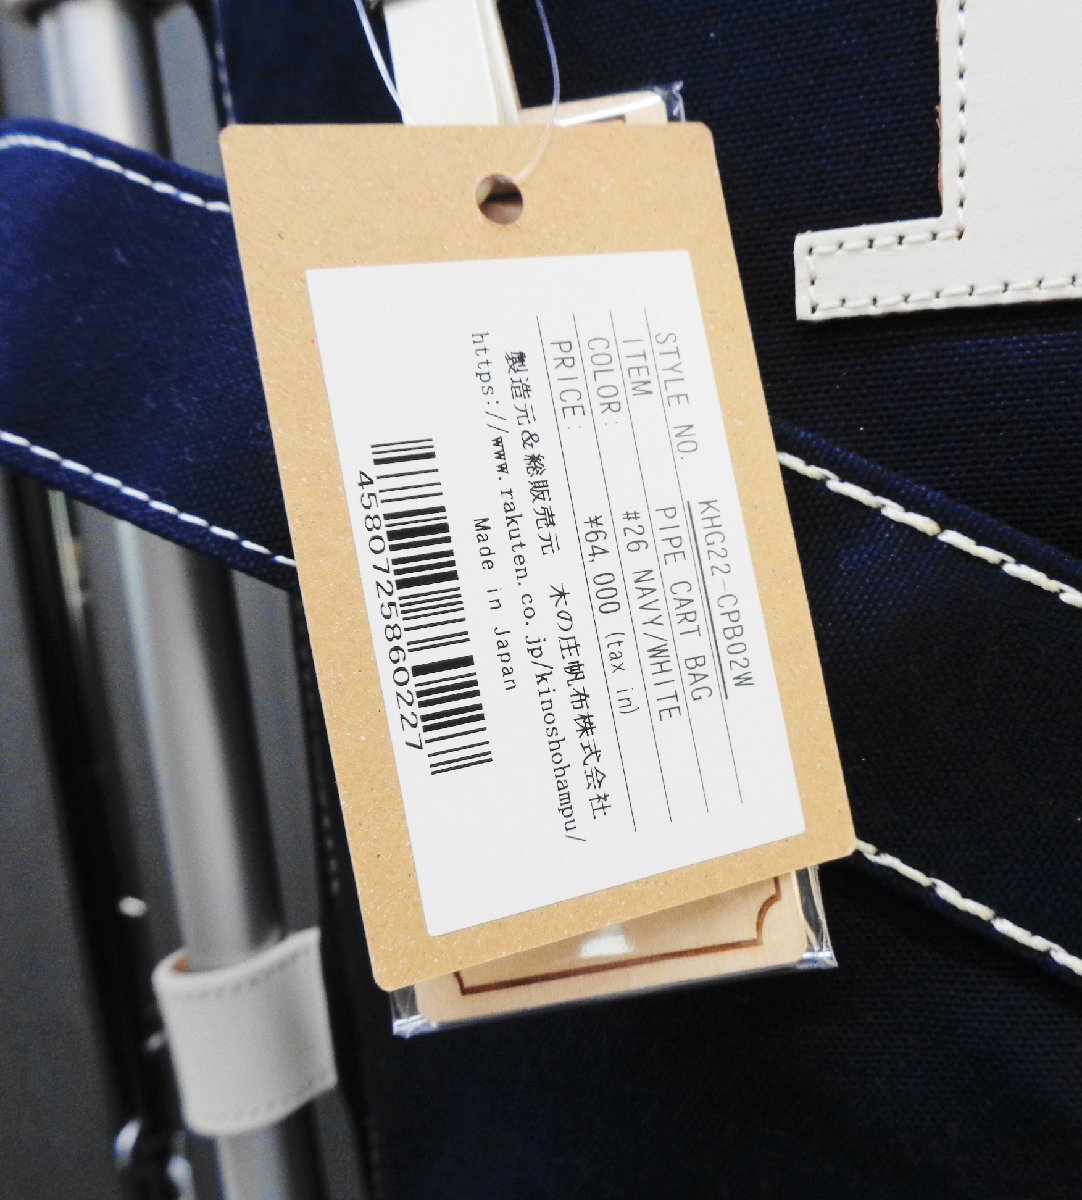 STYLE NO. KHG22-CPB02W
ITEM PIPE CART BAG
COLOR: #26 NAVY/WHITE
PRICE: ¥64,000 (tax in)
製造元&総販売元 木の庄帆布株式会社
https://www.rakuten.co.jp/kinoshohampu/
Made in Japan
4580725860227